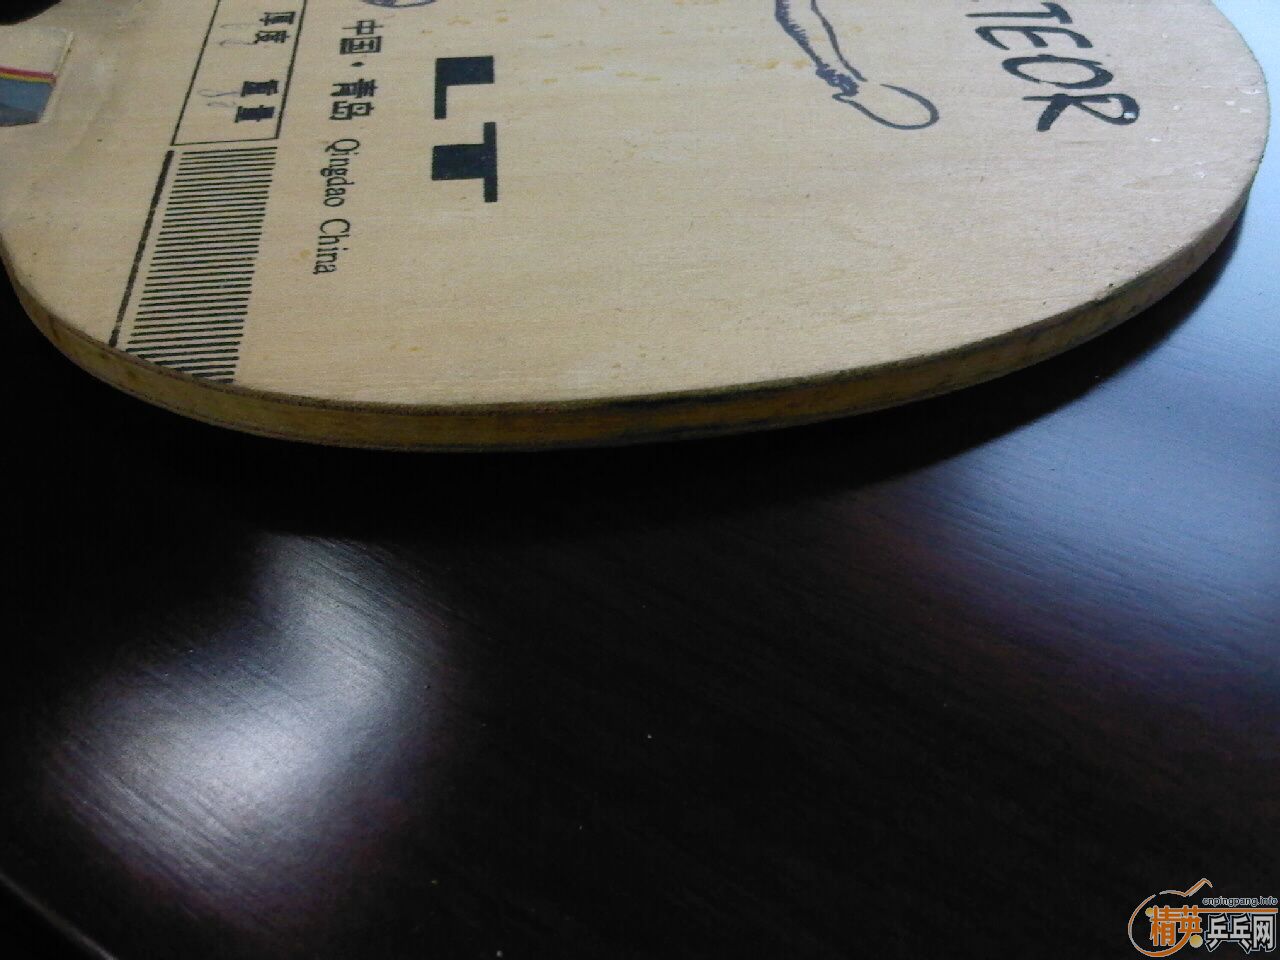 TEOR
LT
中国·青岛 Qingdao China
厚度
重量
cnpingpang.info
精英乒乓网